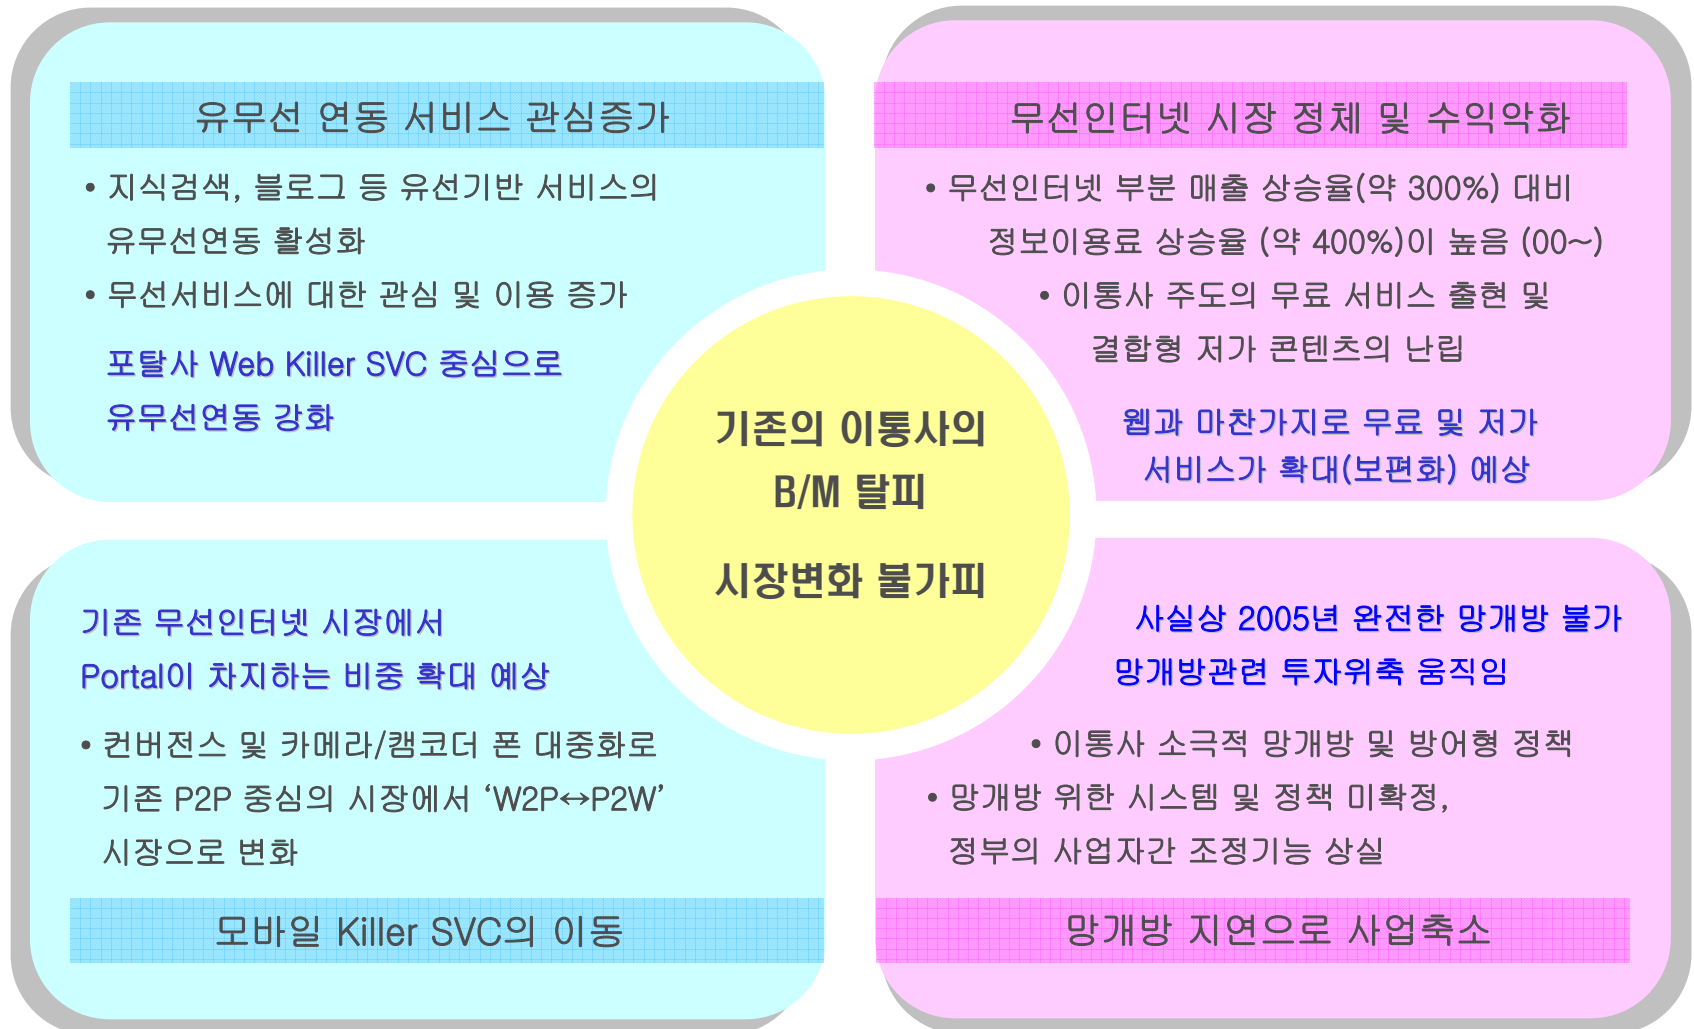 유무선 연동 서비스 관심증가
• 지식검색, 블로그 등 유선기반 서비스의
유무선연동 활성화
• 무선서비스에 대한 관심 및 이용 증가
포탈사 Web Killer SVC 중심으로
유무선연동 강화
무선인터넷 시장 정체 및 수익악화
• 무선인터넷 부분 매출 상승율(약 300%) 대비
정보이용료 상승율 (약 400%)이 높음 (00~)
• 이통사 주도의 무료 서비스 출현 및
결합형 저가 콘텐츠의 난립
웹과 마찬가지로 무료 및 저가
서비스가 확대(보편화) 예상
기존의 이통사의
B/M 탈피
시장변화 불가피
기존 무선인터넷 시장에서
Portal이 차지하는 비중 확대 예상
• 컨버전스 및 카메라/캠코더 폰 대중화로
기존 P2P 중심의 시장에서 ‘W2P↔P2W’
시장으로 변화
모바일 Killer SVC의 이동
사실상 2005년 완전한 망개방 불가
망개방관련 투자위축 움직임
• 이통사 소극적 망개방 및 방어형 정책
• 망개방 위한 시스템 및 정책 미확정,
정부의 사업자간 조정기능 상실
망개방 지연으로 사업축소